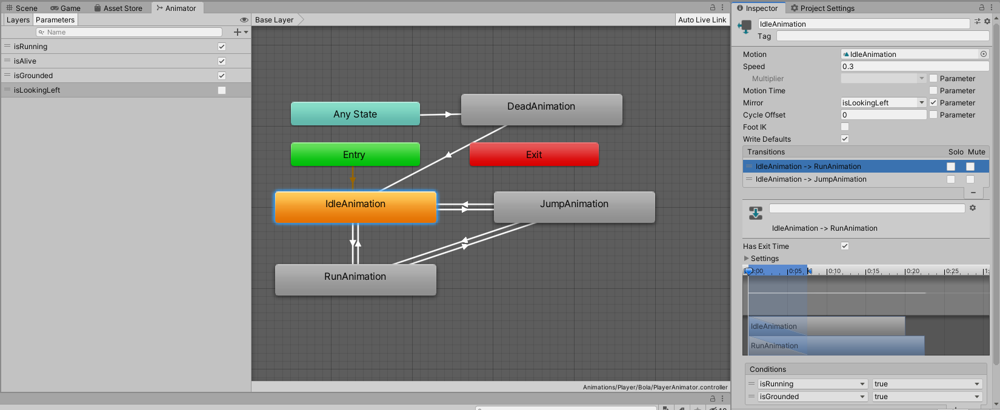 Scene Game Asset Store Animator
Layers Parameters
Name
isRunning
isAlive
isGrounded
isLookingLeft
Base Layer
Auto Live Link
Any State
DeadAnimation
Entry
Exit
IdleAnimation
JumpAnimation
RunAnimation
Animations/Player/Bola/PlayerAnimator.controller
10
Inspector Project Settings
IdleAnimation
Tag
Motion IdleAnimation
Speed 0.3
Multiplier Parameter
Motion Time Parameter
Mirror isLookingLeft Parameter
Cycle Offset 0 Parameter
Foot IK
Write Defaults
Transitions Solo Mute
IdleAnimation -> RunAnimation
IdleAnimation -> JumpAnimation
IdleAnimation -> RunAnimation
Has Exit Time
Settings
0:00 0:05 0:10 0:15 0:20 0:25 1:
IdleAnimation
RunAnimation
Conditions
isRunning true
isGrounded true